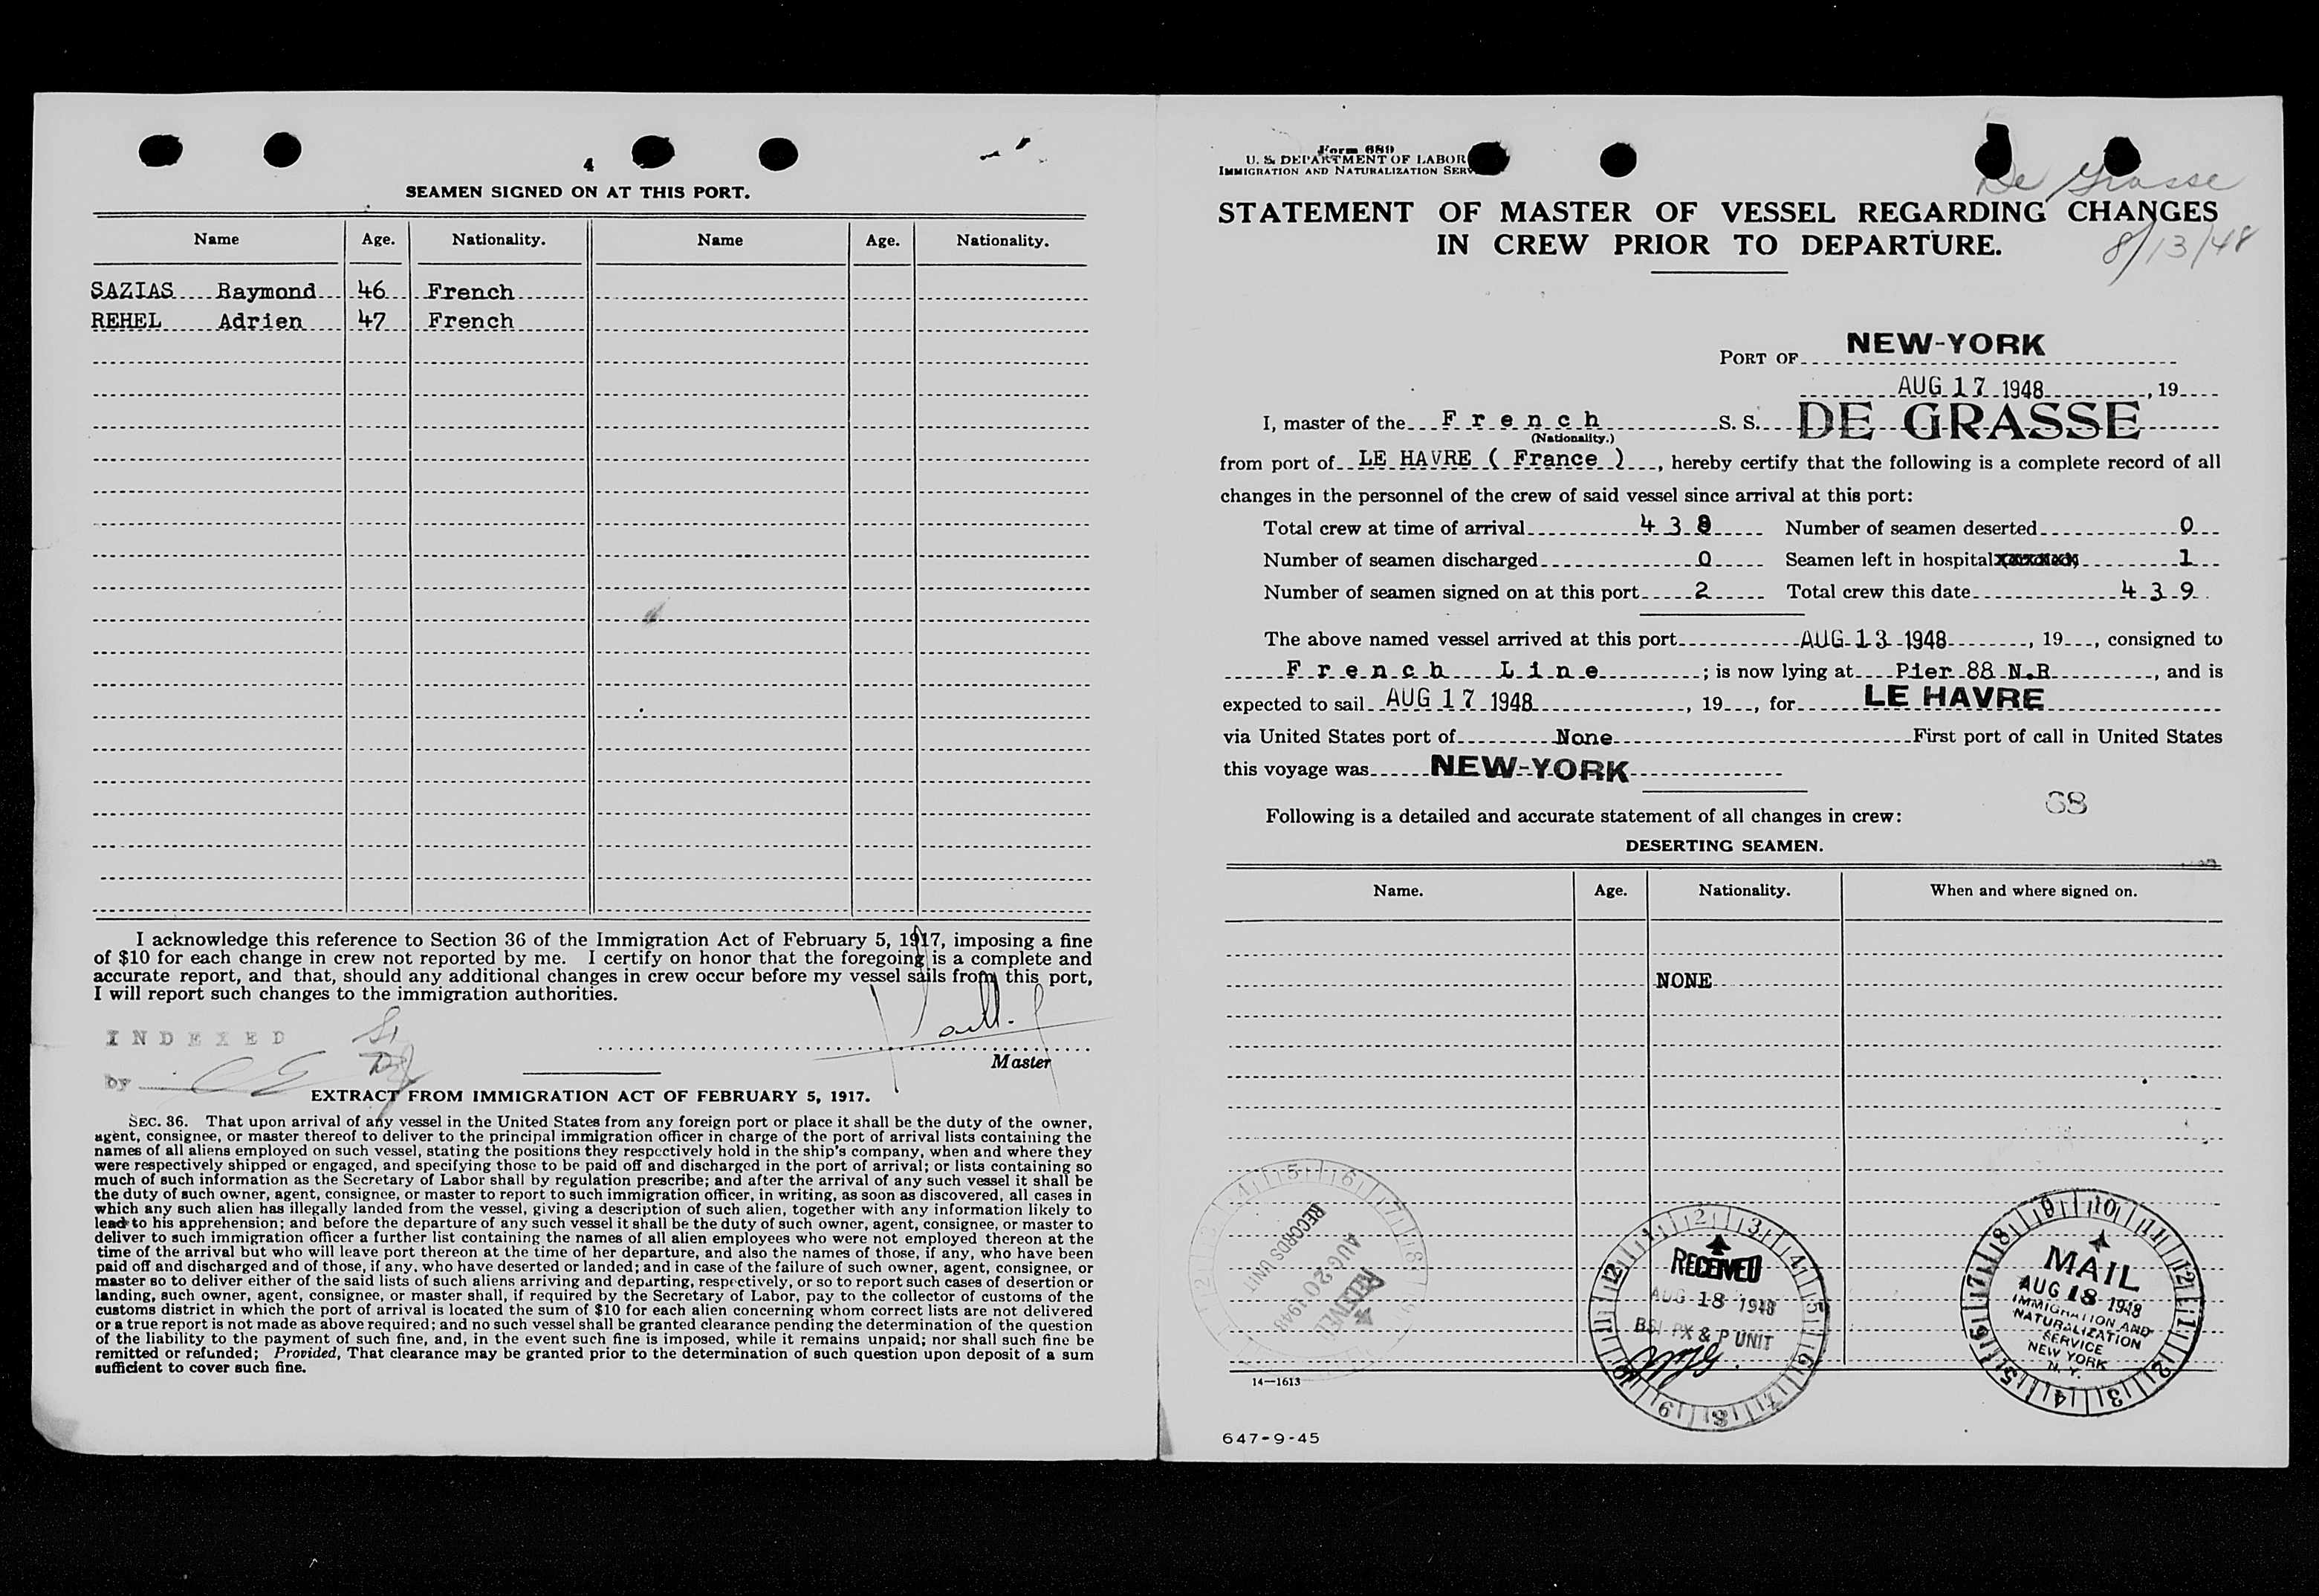 4
SEAMEN SIGNED ON AT THIS PORT.
Name Age. Nationality. Name Age. Nationality.
SAZIAS Raymond 46 French
REHEL Adrien 47 French
I acknowledge this reference to Section 36 of the Immigration Act of February 5, 1917, imposing a fine
of $10 for each change in crew not reported by me. I certify on honor that the foregoing is a complete and
accurate report, and that, should any additional changes in crew occur before my vessel sails from this port,
I will report such changes to the immigration authorities.
INDEXED
by
Master
EXTRACT FROM IMMIGRATION ACT OF FEBRUARY 5, 1917.
SEC. 36. That upon arrival of any vessel in the United States from any foreign port or place it shall be the duty of the owner,
agent, consignee, or master thereof to deliver to the principal immigration officer in charge of the port of arrival lists containing the
names of all aliens employed on such vessel, stating the positions they respectively hold in the ship's company, when and where they
were respectively shipped or engaged, and specifying those to be paid off and discharged in the port of arrival; or lists containing so
much of such information as the Secretary of Labor shall by regulation prescribe; and after the arrival of any such vessel it shall be
the duty of such owner, agent, consignee, or master to report to such immigration officer, in writing, as soon as discovered, all cases in
which any such alien has illegally landed from the vessel, giving a description of such alien, together with any information likely to
lead to his apprehension; and before the departure of any such vessel it shall be the duty of such owner, agent, consignee, or master to
deliver to such immigration officer a further list containing the names of all alien employees who were not employed thereon at the
time of the arrival but who will leave port thereon at the time of her departure, and also the names of those, if any, who have been
paid off and discharged and of those, if any. who have deserted or landed; and in case of the failure of such owner, agent, consignee, or
master so to deliver either of the said lists of such aliens arriving and departing, respectively, or so to report such cases of desertion or
landing, such owner, agent, consignee, or master shall, if required by the Secretary of Labor, pay to the collector of customs of the
customs district in which the port of arrival is located the sum of $10 for each alien concerning whom correct lists are not delivered
or a true report is not made as above required; and no such vessel shall be granted clearance pending the determination of the question
of the liability to the payment of such fine, and, in the event such fine is imposed, while it remains unpaid; nor shall such fine be
remitted or refunded; Provided, That clearance may be granted prior to the determination of such question upon deposit of a sum
sufficient to cover such fine.
Form 689
U. S. DEPARTMENT OF LABOR
IMMIGRATION AND NATURALIZATION SERV
De Grasse
8/13/48
STATEMENT OF MASTER OF VESSEL REGARDING CHANGES
IN CREW PRIOR TO DEPARTURE.
PORT OF NEW-YORK
AUG 17 1948, 19
I, master of the French S. S. DE GRASSE
(Nationality.)
from port of LE HAVRE ( France ), hereby certify that the following is a complete record of all
changes in the personnel of the crew of said vessel since arrival at this port:
Total crew at time of arrival 438 Number of seamen deserted 0
Number of seamen discharged 0 Seamen left in hospital 1
Number of seamen signed on at this port 2 Total crew this date 439
The above named vessel arrived at this port AUG 13 1948, 19, consigned to
French Line; is now lying at Pier 88 N.R, and is
expected to sail AUG 17 1948, 19, for LE HAVRE
via United States port of None First port of call in United States
this voyage was NEW-YORK
68
Following is a detailed and accurate statement of all changes in crew:
DESERTING SEAMEN.
Name. Age. Nationality. When and where signed on.
NONE
RECEIVED
AUG 20 1948
RECORDS UNIT
RECEIVED
AUG 18 1948
BSI PX & P UNIT
MAIL
AUG 18 1948
IMMIGRATION AND
NATURALIZATION
SERVICE
NEW YORK
N. Y.
14—1613
647-9-45